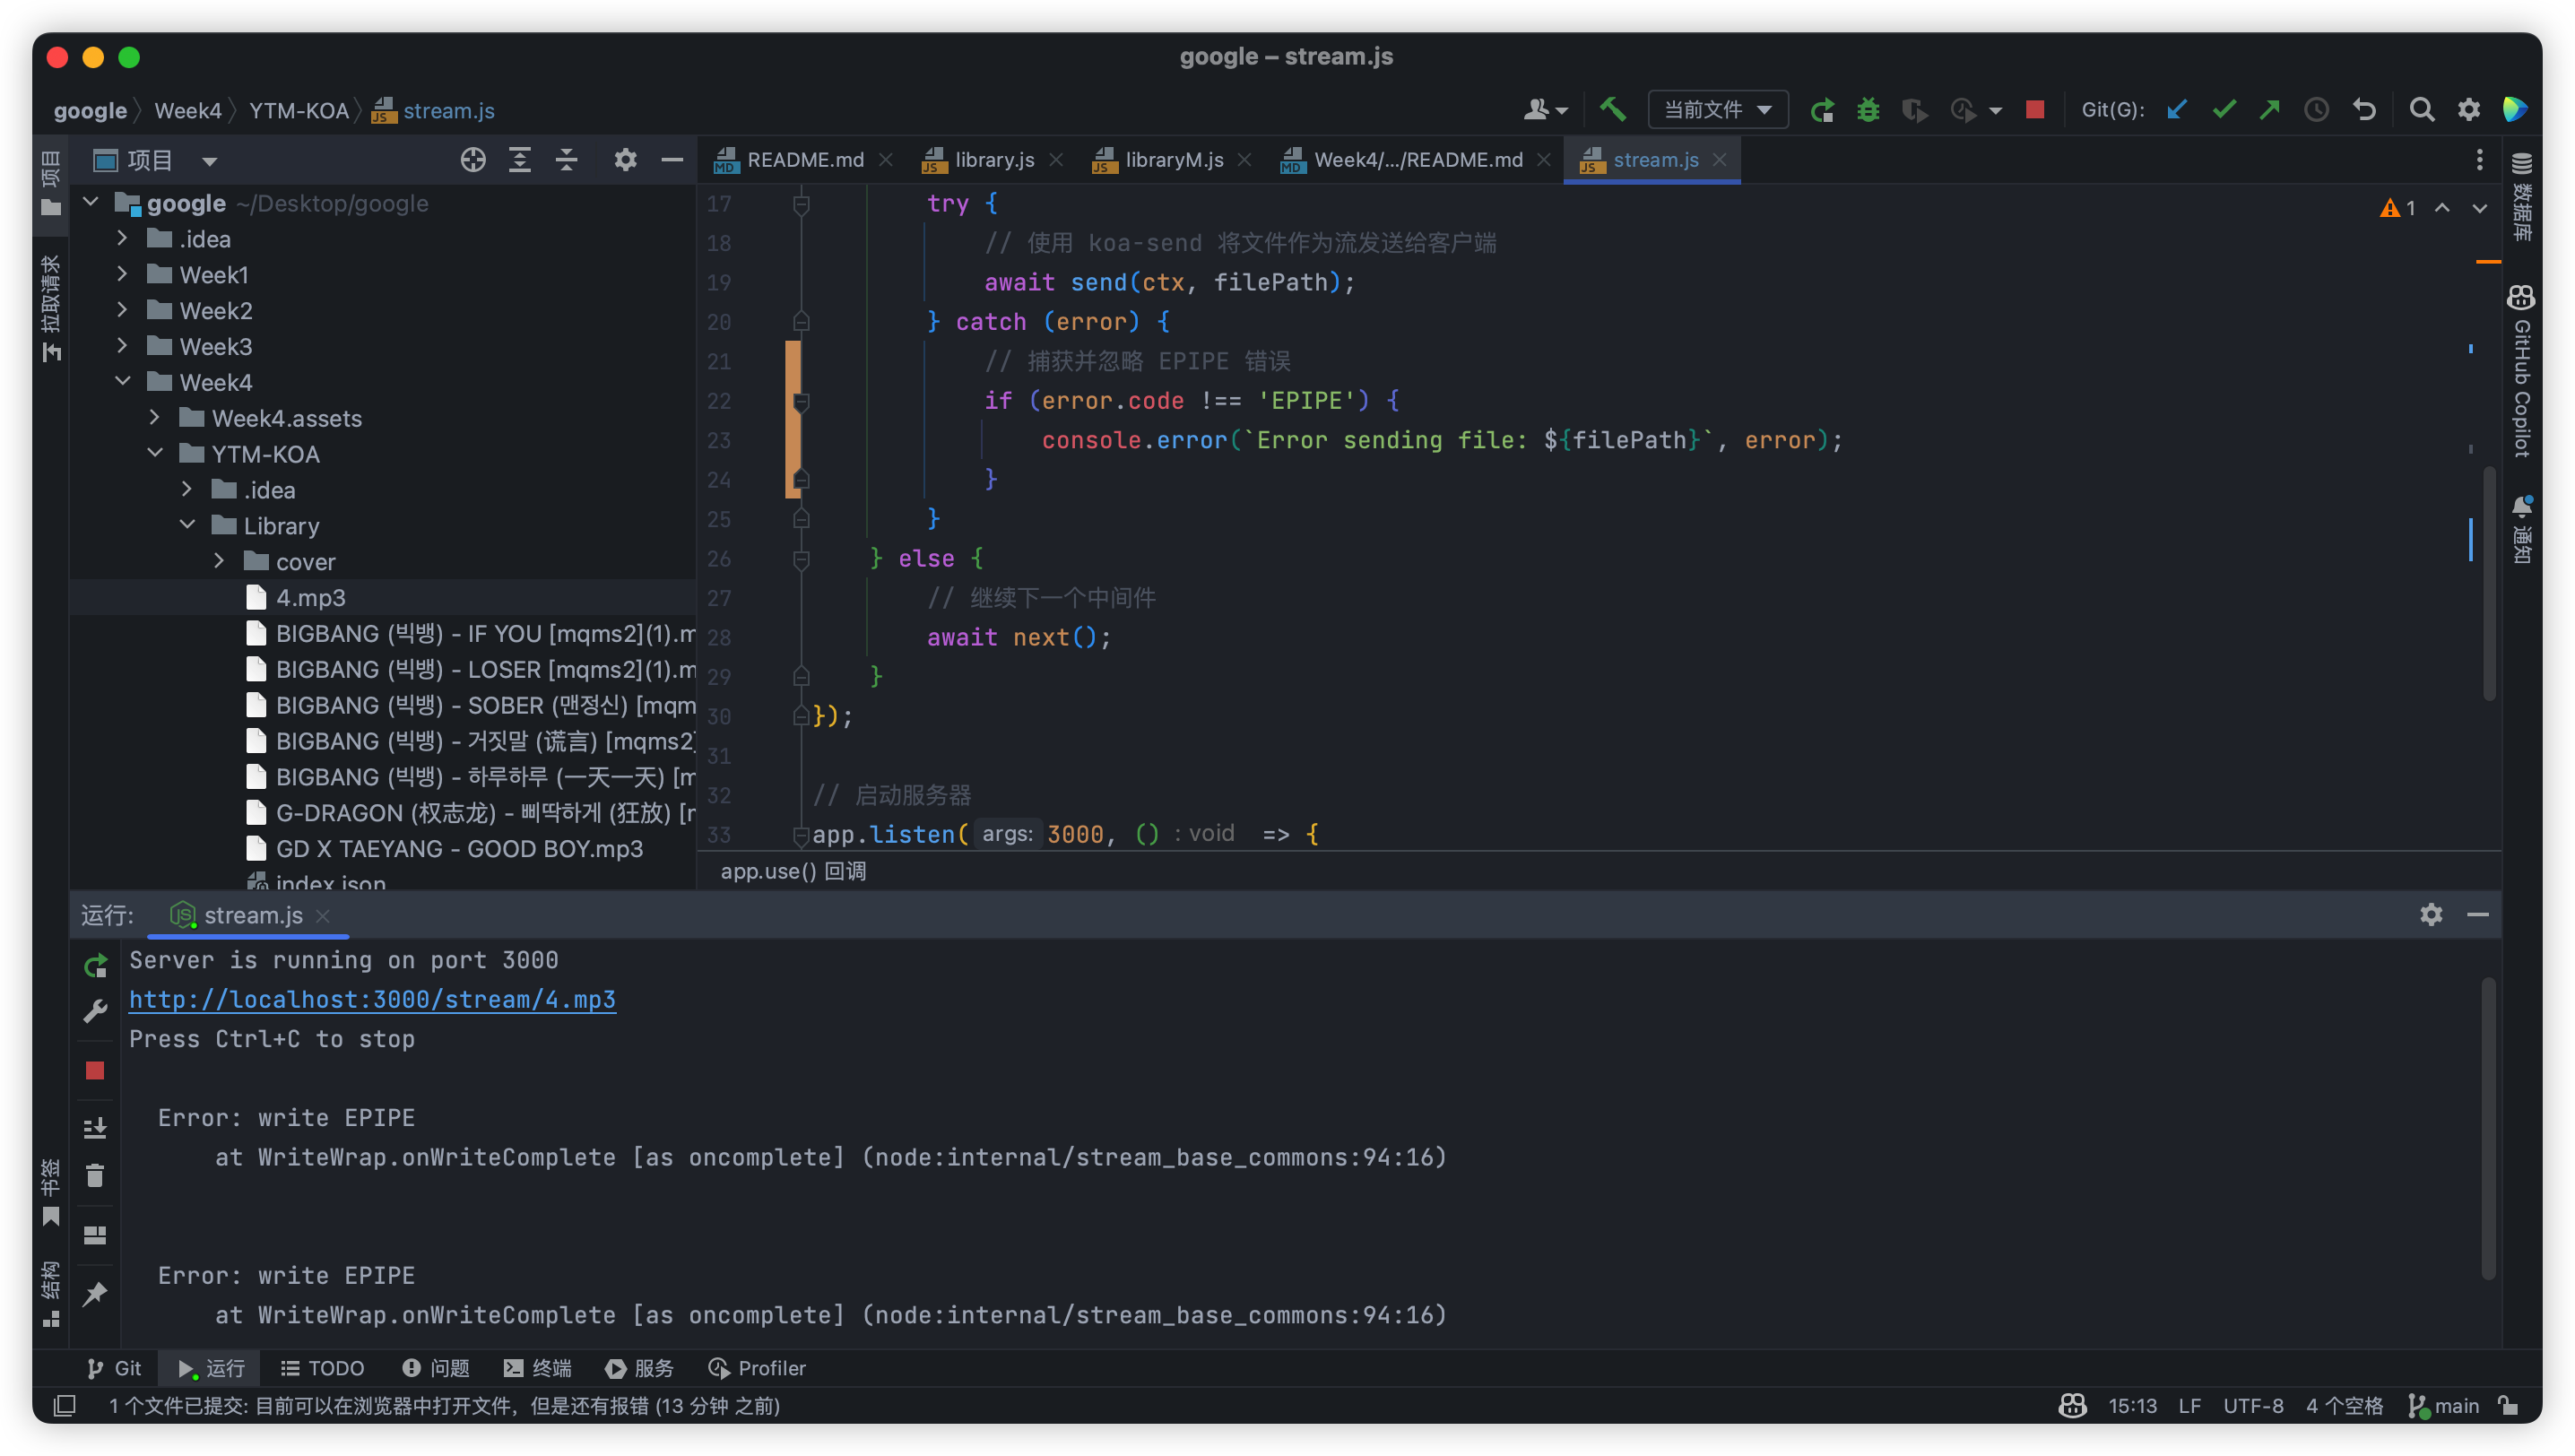 google – stream.js
google
Week4
YTM-KOA
stream.js
当前文件
Git(G):
项目
README.md
library.js
libraryM.js
Week4/.../README.md
stream.js
项目
拉取请求
书签
结构
google ~/Desktop/google
.idea
Week1
Week2
Week3
Week4
Week4.assets
YTM-KOA
.idea
Library
cover
4.mp3
BIGBANG (빅뱅) - IF YOU [mqms2](1).m
BIGBANG (빅뱅) - LOSER [mqms2](1).m
BIGBANG (빅뱅) - SOBER (맨정신) [mqm
BIGBANG (빅뱅) - 거짓말 (谎言) [mqms2]
BIGBANG (빅뱅) - 하루하루 (一天一天) [m
G-DRAGON (权志龙) - 삐딱하게 (狂放) [m
GD X TAEYANG - GOOD BOY.mp3
index.json
1
17 try {
18 // 使用 koa-send 将文件作为流发送给客户端
19 await send(ctx, filePath);
20 } catch (error) {
21 // 捕获并忽略 EPIPE 错误
22 if (error.code !== 'EPIPE') {
23 console.error(`Error sending file: ${filePath}`, error);
24 }
25 }
26 } else {
27 // 继续下一个中间件
28 await next();
29 }
30 });
31
32 // 启动服务器
33 app.listen( args: 3000, () : void => {
app.use() 回调
数据库
GitHub Copilot
通知
运行:
stream.js
Server is running on port 3000
http://localhost:3000/stream/4.mp3
Press Ctrl+C to stop
Error: write EPIPE
at WriteWrap.onWriteComplete [as oncomplete] (node:internal/stream_base_commons:94:16)
Error: write EPIPE
at WriteWrap.onWriteComplete [as oncomplete] (node:internal/stream_base_commons:94:16)
Git
运行
TODO
问题
终端
服务
Profiler
1 个文件已提交: 目前可以在浏览器中打开文件，但是还有报错 (13 分钟 之前)
15:13
LF
UTF-8
4 个空格
main